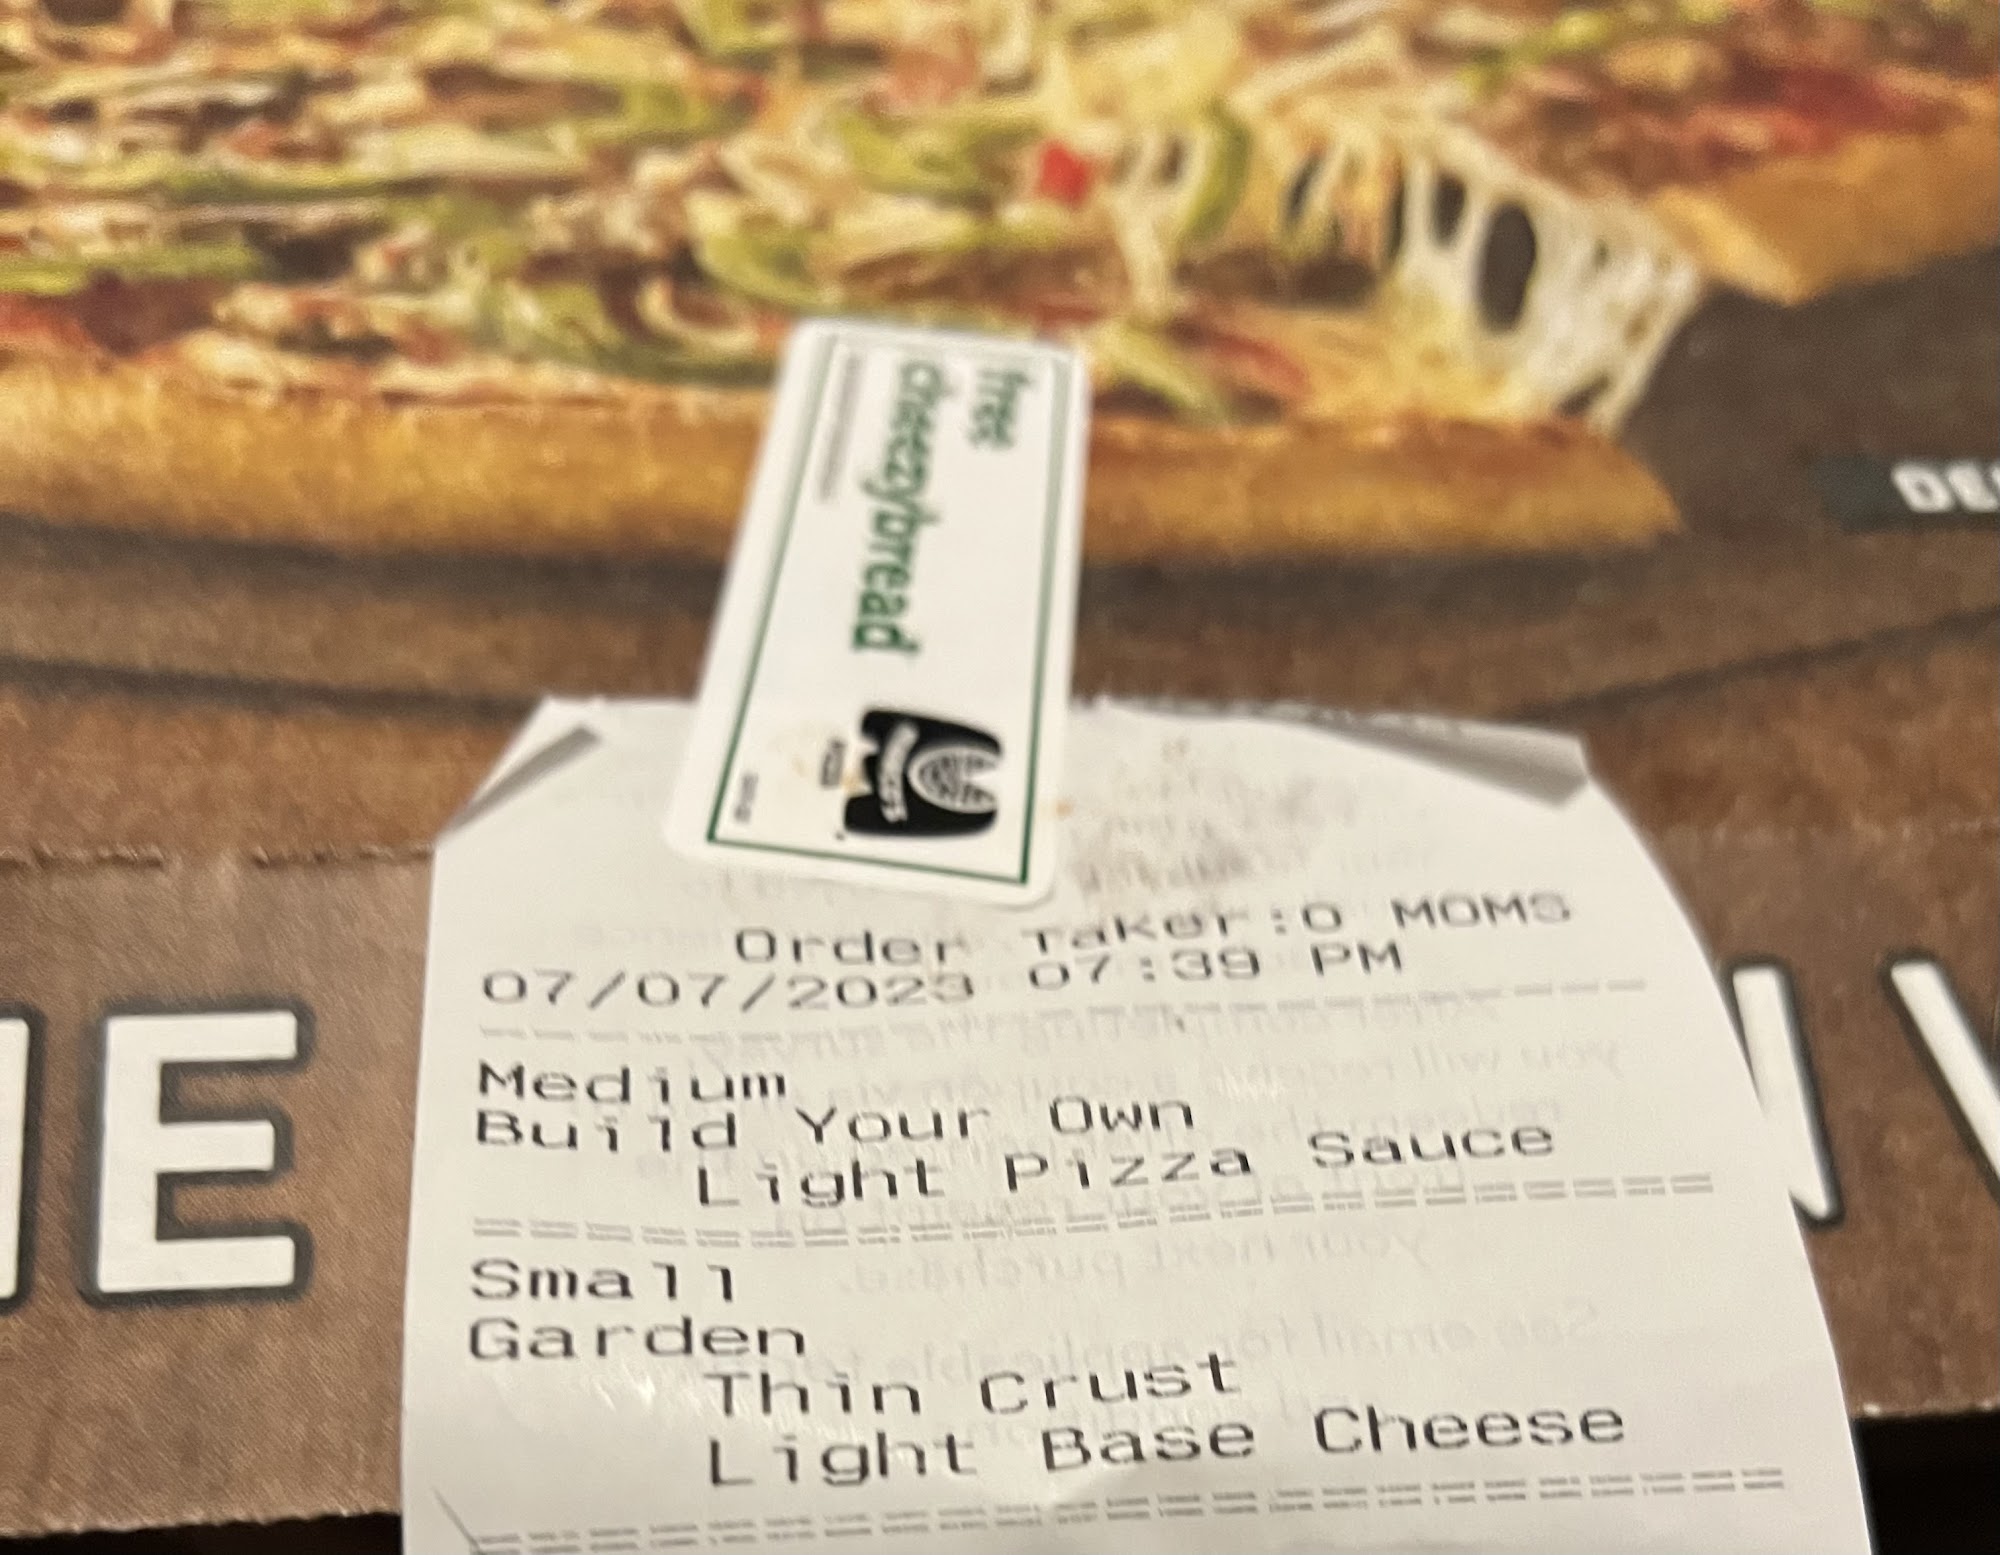 free
cheezybread
DE
Order Taker:0 MOMS
07/07/2023 07:39 PM
Medium
Build Your Own
Light Pizza Sauce
Small
Garden
Thin Crust
Light Base Cheese